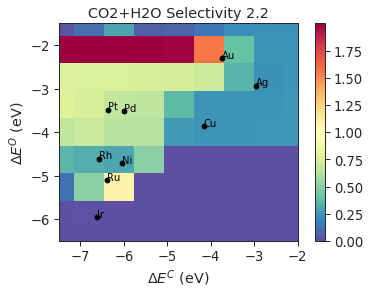 CO2+H2O Selectivity 2.2
ΔE^O (eV)
−2
−3
−4
−5
−6
Au
Ag
Pt
Pd
Cu
Rh
Ni
Ru
Ir
−7
−6
−5
−4
−3
−2
ΔE^C (eV)
1.75
1.50
1.25
1.00
0.75
0.50
0.25
0.00